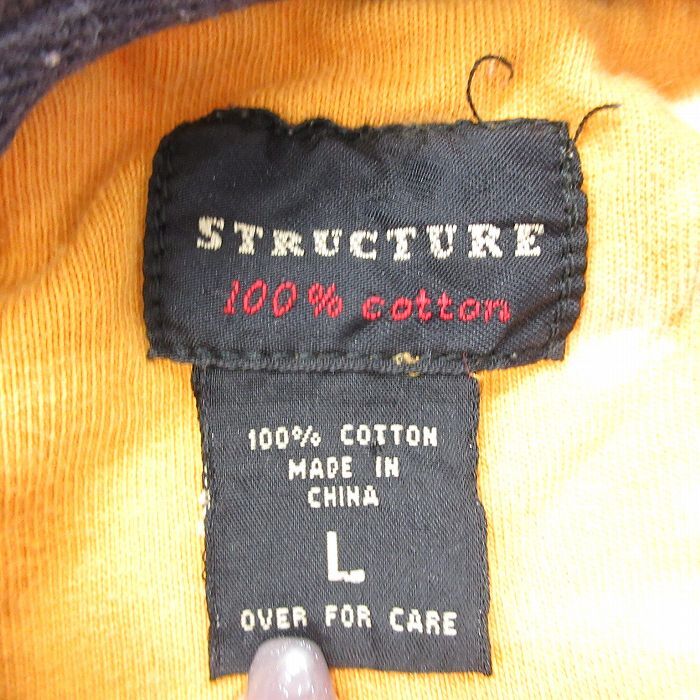 STRUCTURE
100% cotton
100% COTTON
MADE IN
CHINA
L
OVER FOR CARE